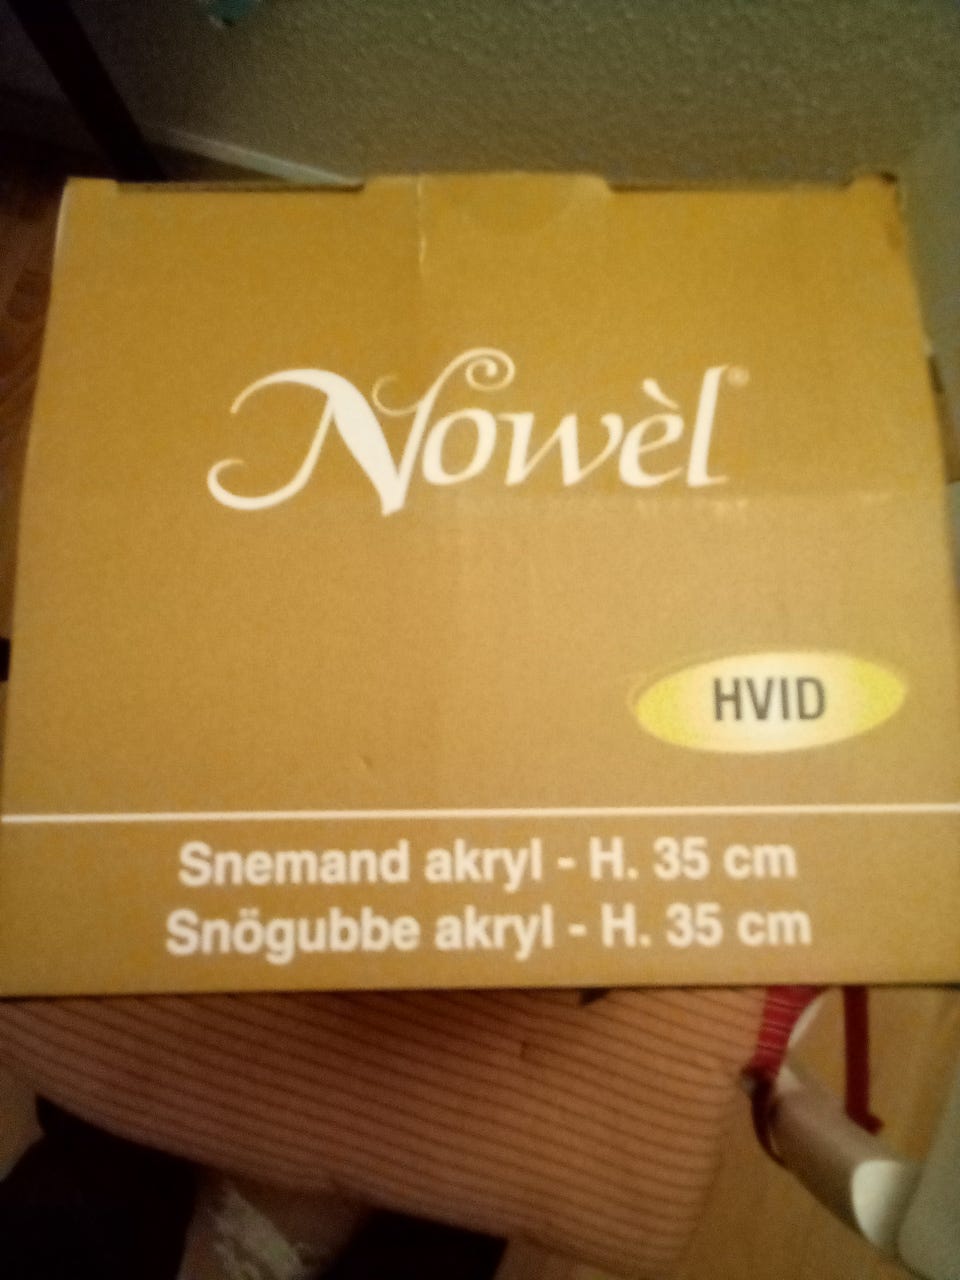 Nowèl®
HVID
Snemand akryl - H. 35 cm
Snögubbe akryl - H. 35 cm